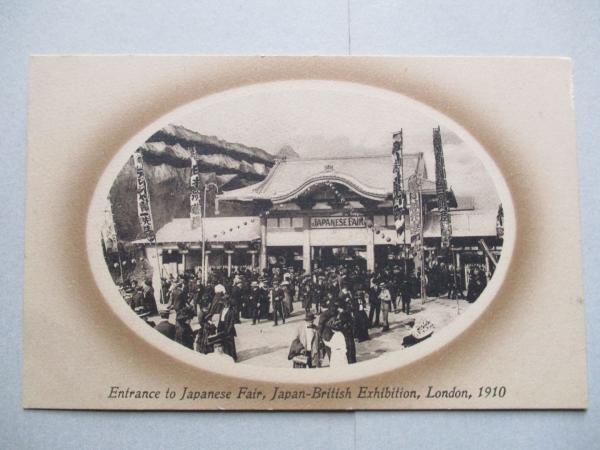 JAPANESE FAIR
Entrance to Japanese Fair, Japan-British Exhibition, London, 1910